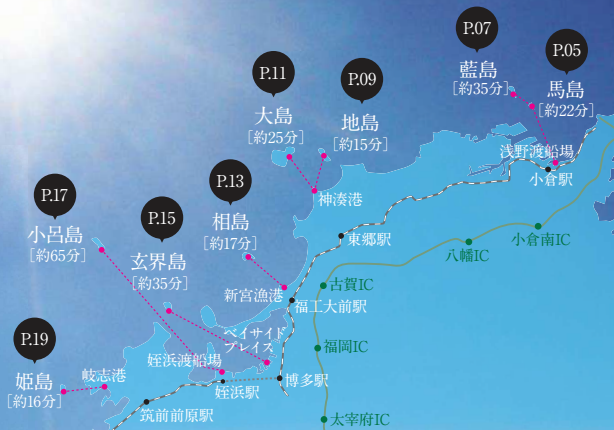 P.07
藍島
[約35分]
P.05
馬島
[約22分]
P.11
大島
[約25分]
P.09
地島
[約15分]
浅野渡船場
小倉駅
神湊港
P.17
小呂島
[約65分]
P.15
玄界島
[約35分]
P.13
相島
[約17分]
東郷駅
小倉南IC
八幡IC
新宮漁港
古賀IC
福工大前駅
P.19
姫島
[約16分]
岐志港
ベイサイド
プレイス
姪浜渡船場
福岡IC
姪浜駅
博多駅
筑前前原駅
太宰府IC